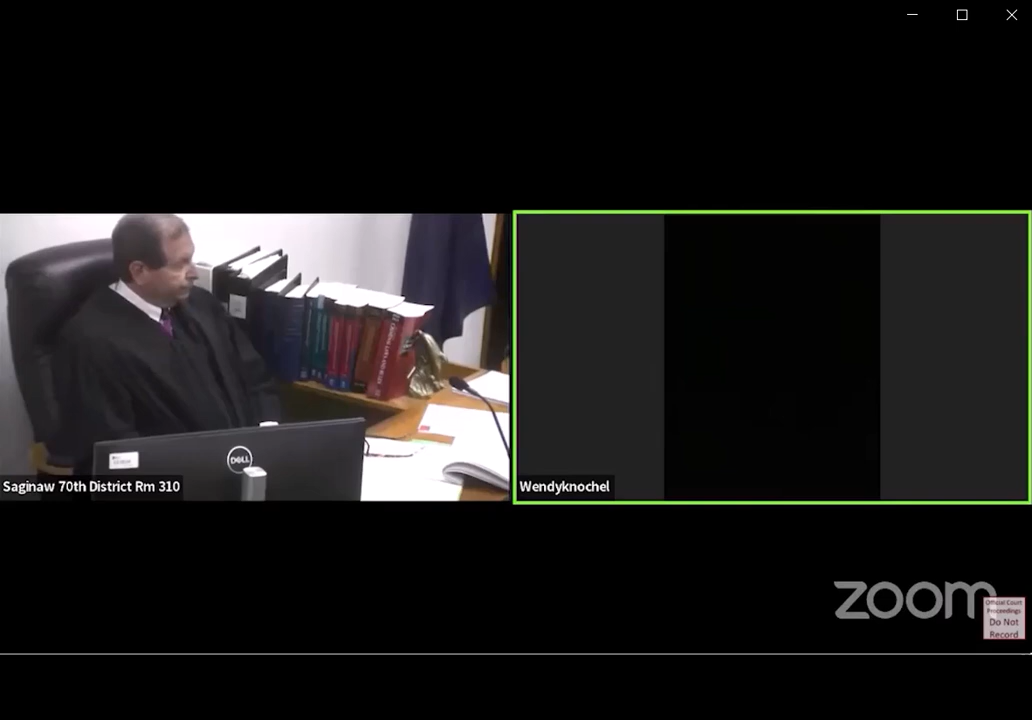 DELL
Saginaw 70th District Rm 310
Wendyknochel
zoom
Official Court
Proceedings
Do Not
Record